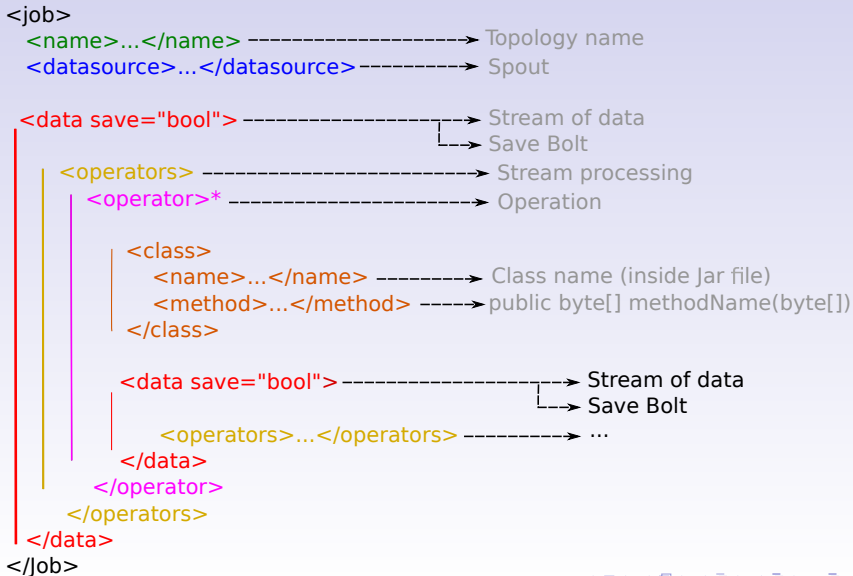 <job>
<name>...</name> Topology name
<datasource>...</datasource> Spout
<data save="bool"> Stream of data
Save Bolt
<operators> Stream processing
<operator>* Operation
<class>
<name>...</name> Class name (inside Jar file)
<method>...</method> public byte[] methodName(byte[])
</class>
<data save="bool"> Stream of data
Save Bolt
<operators>...</operators> ...
</data>
</operator>
</operators>
</data>
</Job>